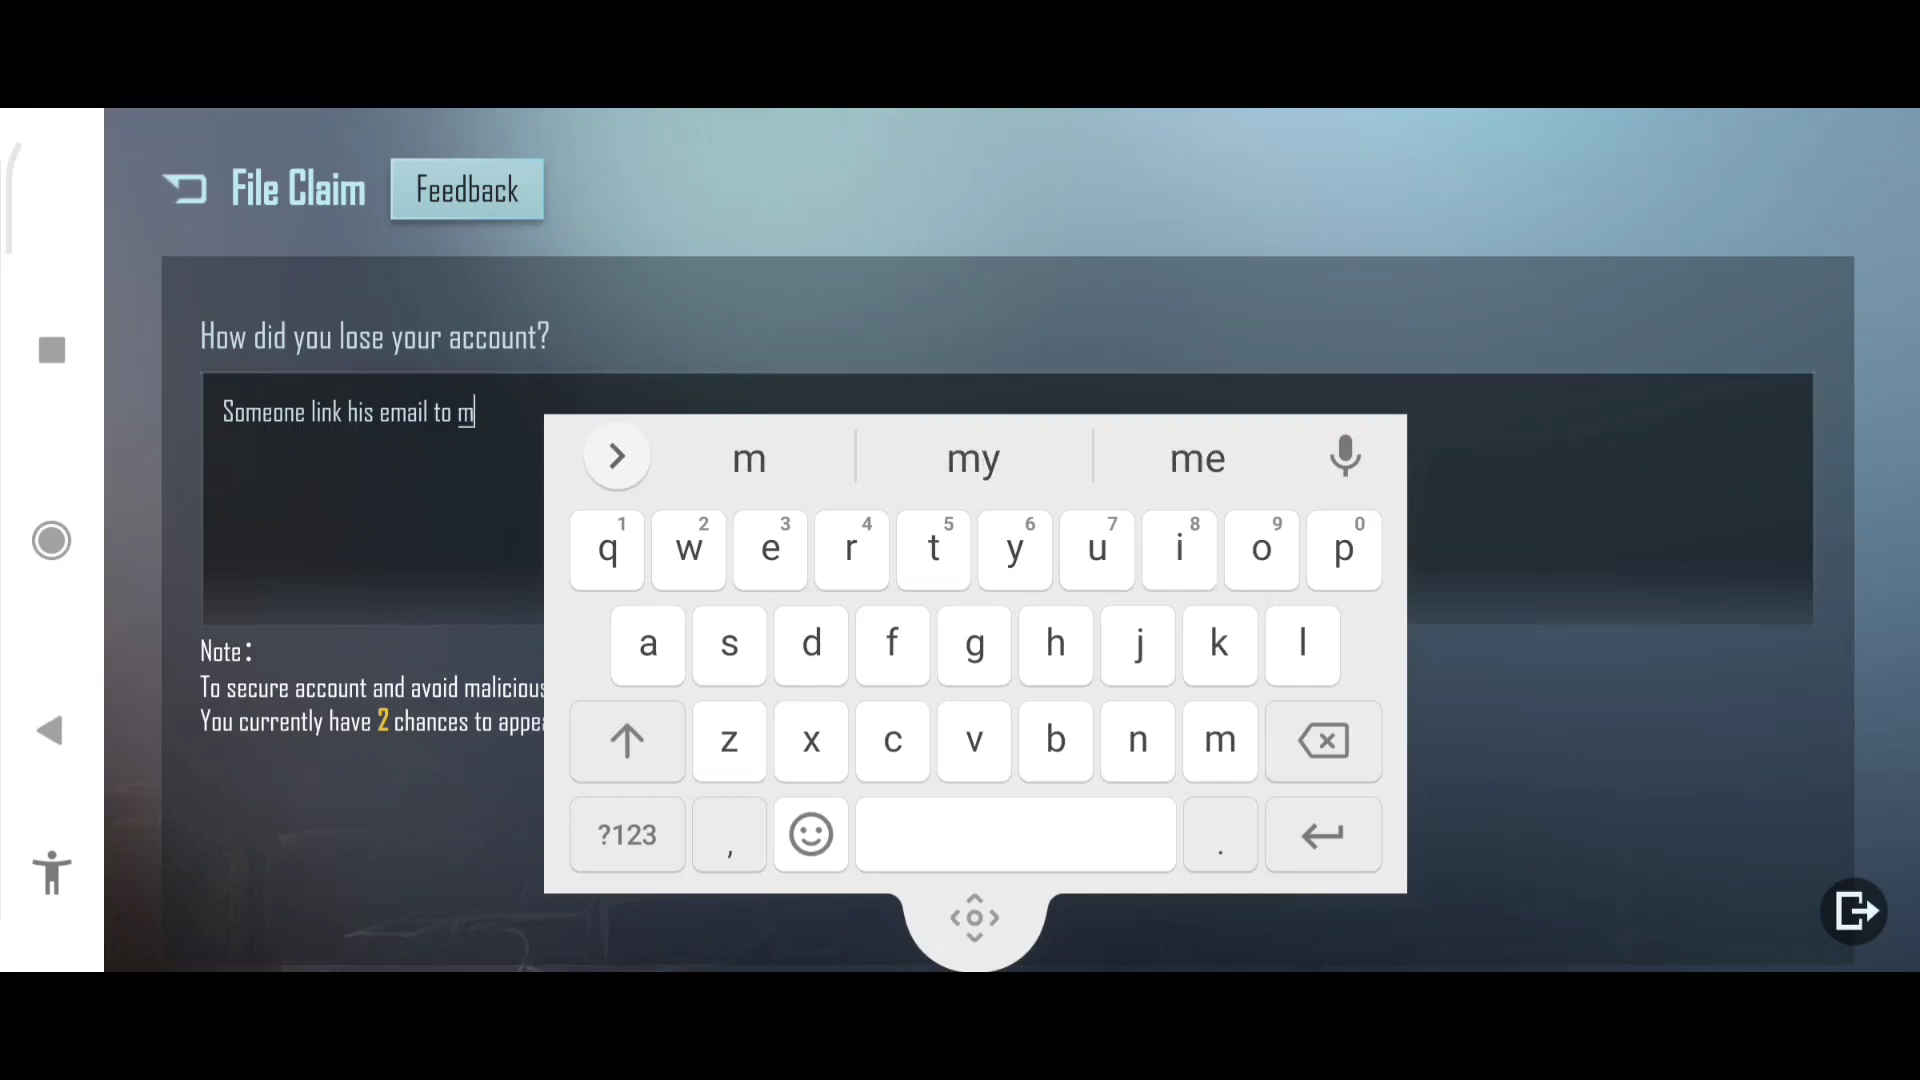 File Claim
Feedback
How did you lose your account?
Someone link his email to m
m my me
1 2 3 4 5 6 7 8 9 0
q w e r t y u i o p
a s d f g h j k l
z x c v b n m
?123 , .
Note:
To secure account and avoid malicious
You currently have 2 chances to